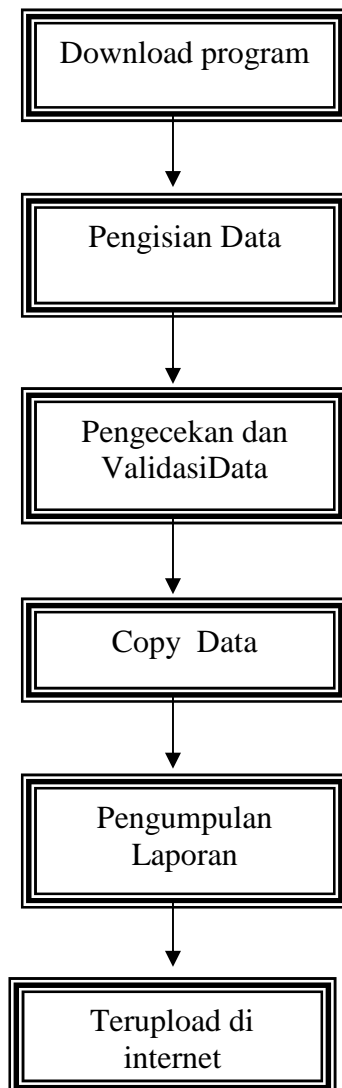 Download program
Pengisian Data
Pengecekan dan
ValidasiData
Copy  Data
Pengumpulan
Laporan
Terupload di
internet